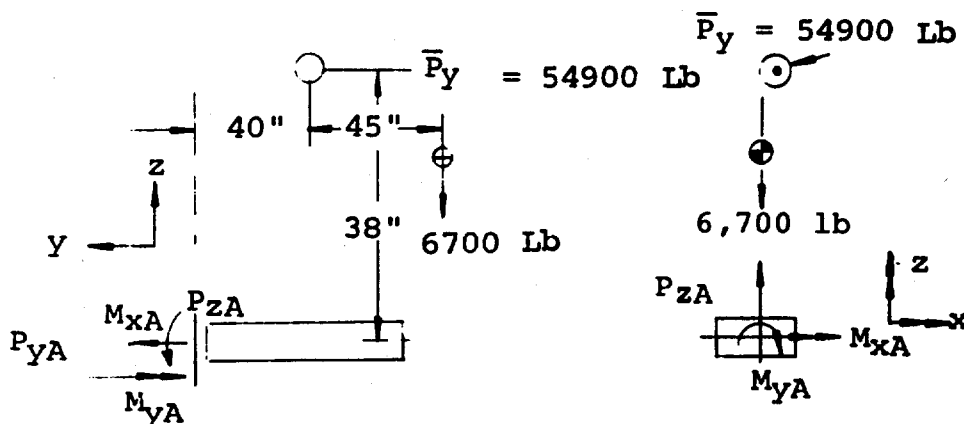 P̅y = 54900 Lb
P̅y = 54900 Lb
40" 45"
z
y
38" 6700 Lb
6,700 lb
PzA
MxA
PyA
MyA
PzA
z
x
MxA
MyA